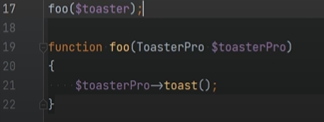 17 foo($toaster);
18
19 function foo(ToasterPro $toasterPro)
20 {
21 $toasterPro->toast();
22 }